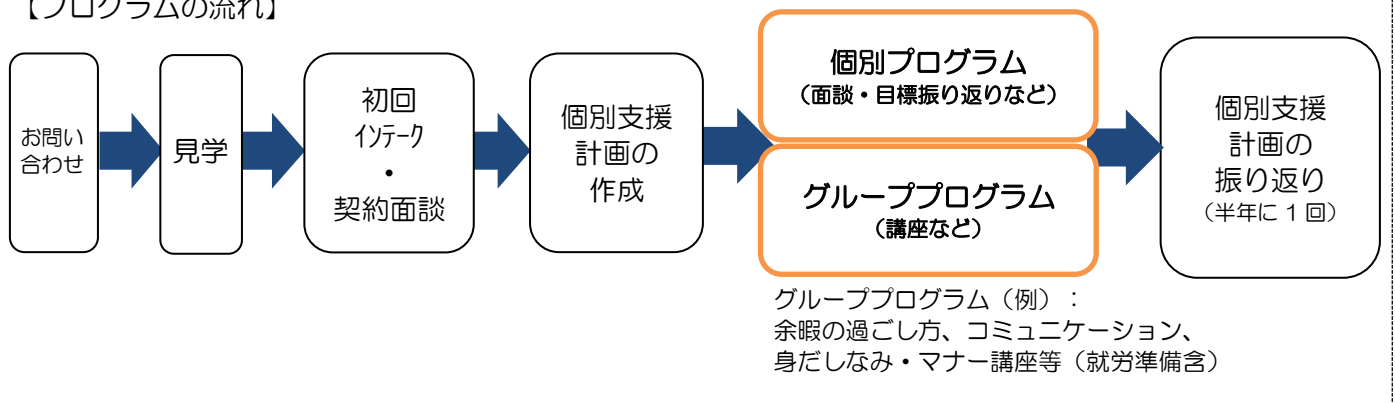 【プログラムの流れ】
お問い
合わせ
見学
初回
ｲﾝﾃｰｸ
・
契約面談
個別支援
計画の
作成
個別プログラム
（面談・目標振り返りなど）
グループプログラム
（講座など）
個別支援
計画の
振り返り
（半年に 1 回）
グループプログラム（例）：
余暇の過ごし方、コミュニケーション、
身だしなみ・マナー講座等（就労準備含）